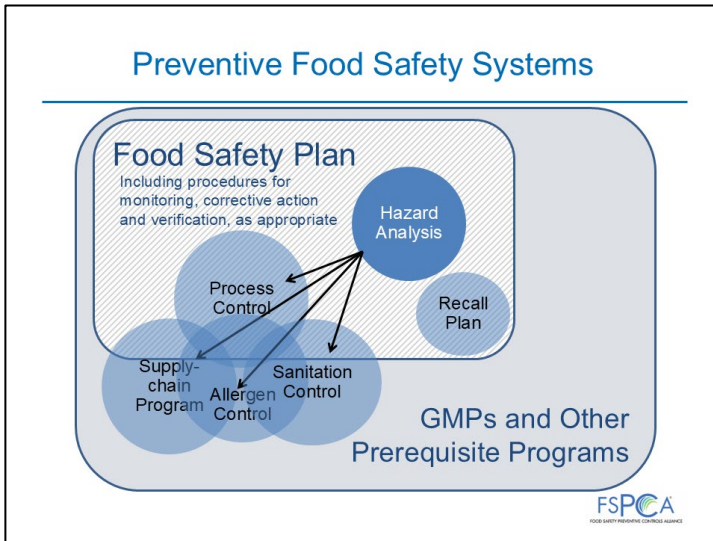 Preventive Food Safety Systems
Food Safety Plan
Including procedures for
monitoring, corrective action
and verification, as appropriate
Hazard
Analysis
Process
Control
Recall
Plan
Supply-
chain
Program
Allergen
Control
Sanitation
Control
GMPs and Other
Prerequisite Programs
FSPCA
FOOD SAFETY PREVENTIVE CONTROLS ALLIANCE